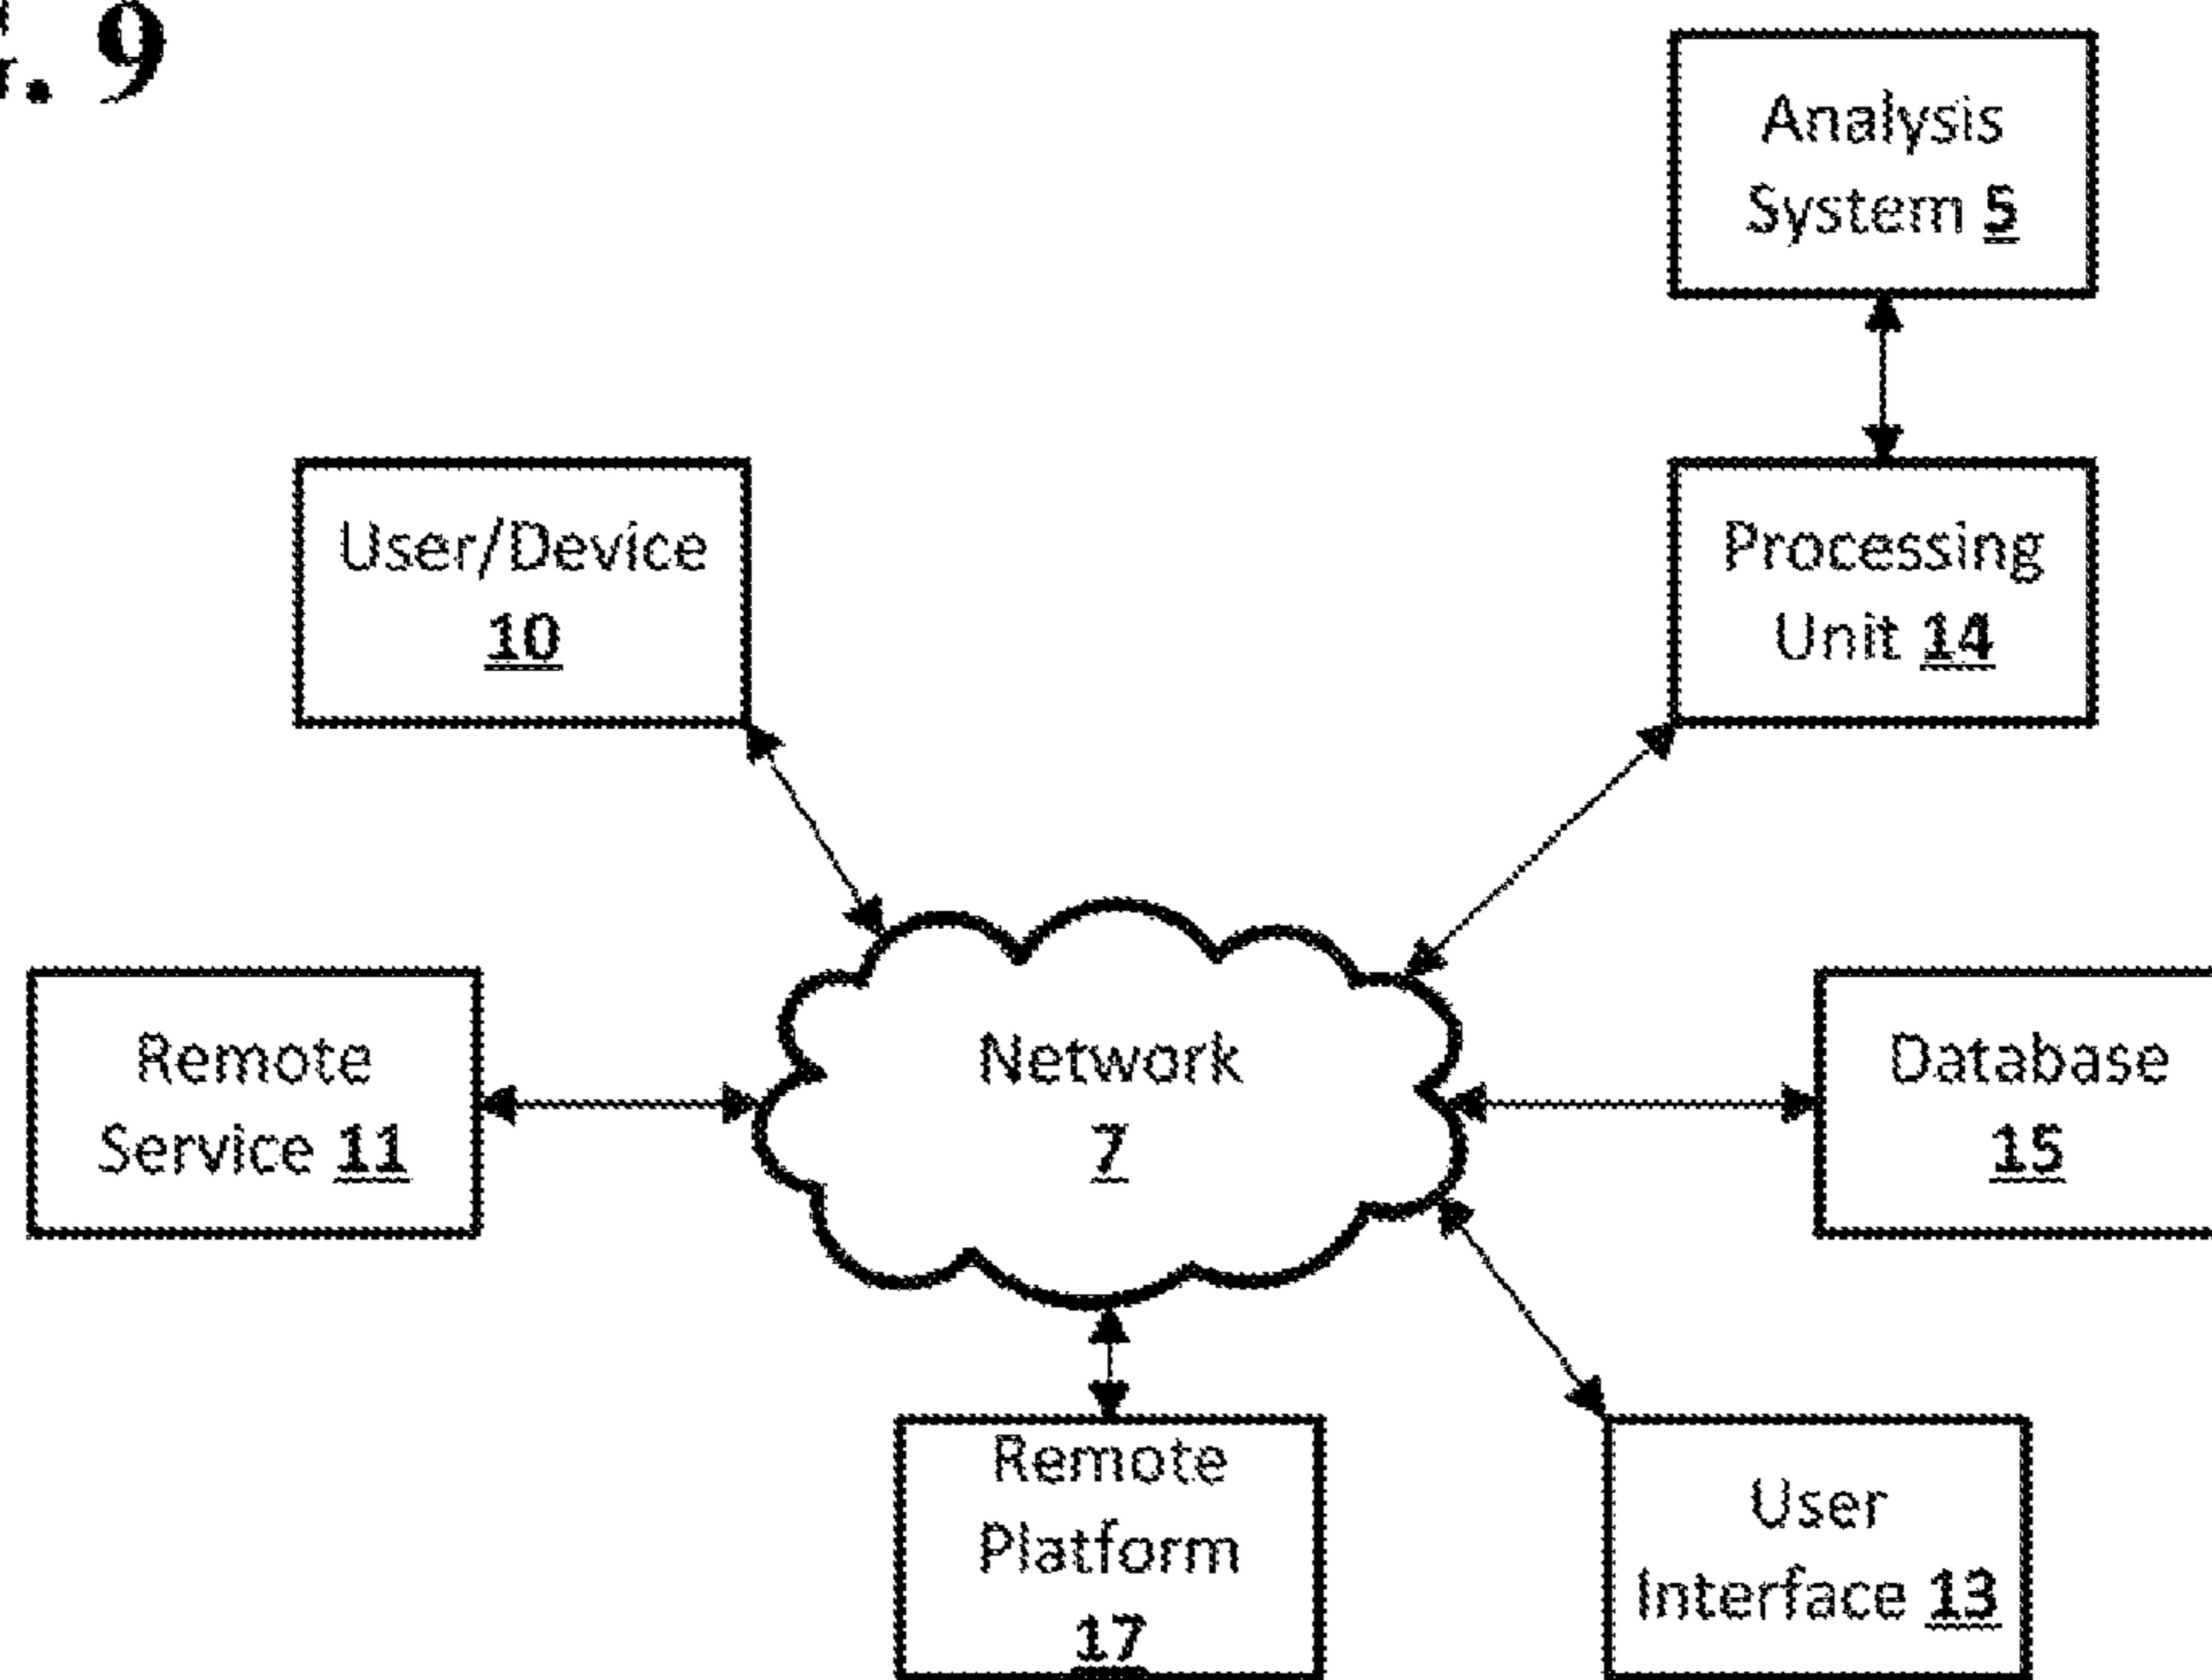 . 9
Analysis
System 5
User/Device
10
Processing
Unit 14
Remote
Service 11
Network
7
Database
15
Remote
Platform
17
User
Interface 13